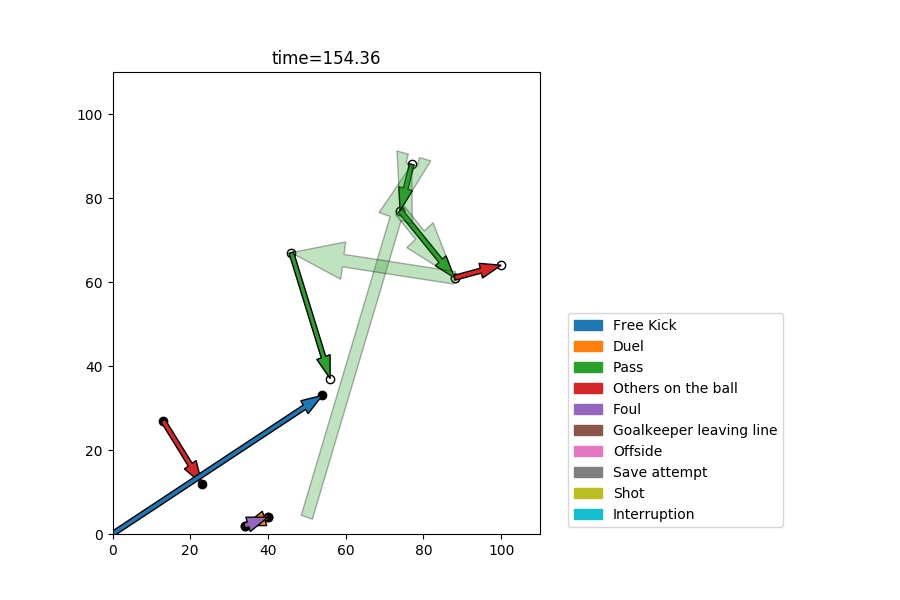 time=154.36
100
80
60
40
20
0
0 20 40 60 80 100
Free Kick
Duel
Pass
Others on the ball
Foul
Goalkeeper leaving line
Offside
Save attempt
Shot
Interruption